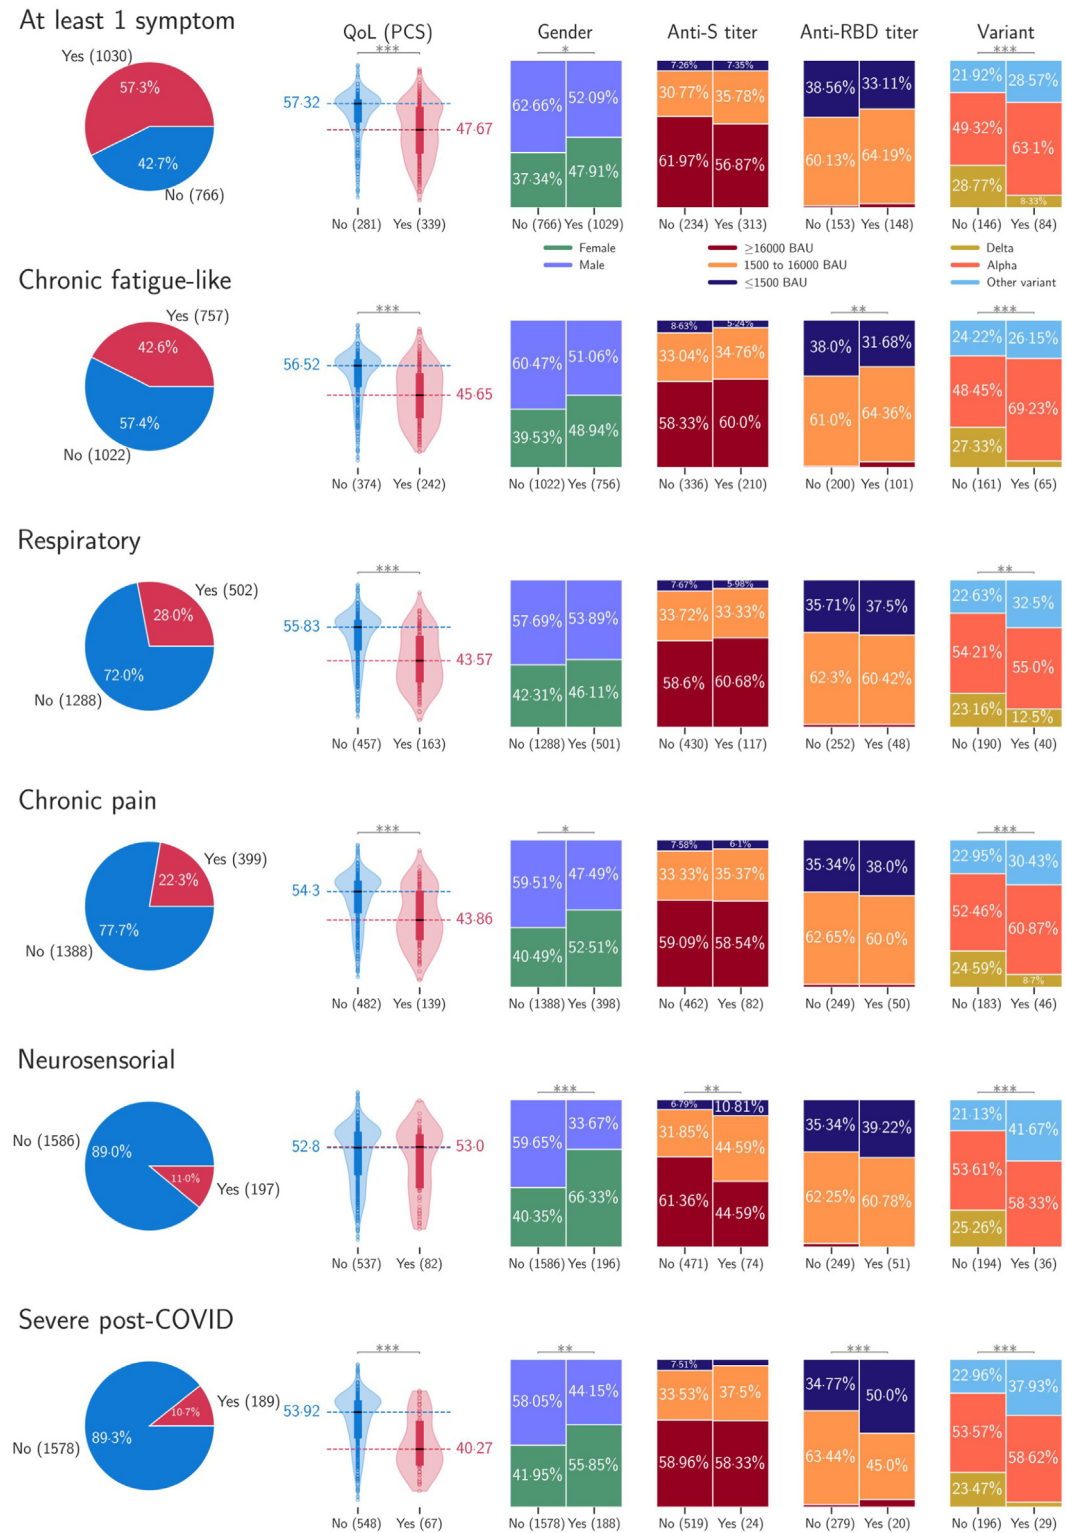 At least 1 symptom
QoL (PCS)
Gender
Anti-S titer
Anti-RBD titer
Variant
***
*
***
Yes (1030)
57·3%
42·7%
No (766)
57·32
47·67
No (281) Yes (339)
62·66% 52·09%
37·34% 47·91%
No (766) Yes (1029)
7·26% 7·35%
30·77% 35·78%
61·97% 56·87%
No (234) Yes (313)
38·56% 33·11%
60·13% 64·19%
No (153) Yes (148)
21·92% 28·57%
49·32% 63·1%
28·77% 8·33%
No (146) Yes (84)
Female
Male
≥16000 BAU
1500 to 16000 BAU
≤1500 BAU
Delta
Alpha
Other variant
Chronic fatigue-like
***
**
***
Yes (757)
42·6%
57·4%
No (1022)
56·52
45·65
No (374) Yes (242)
60·47% 51·06%
39·53% 48·94%
No (1022) Yes (756)
8·63% 5·24%
33·04% 34·76%
58·33% 60·0%
No (336) Yes (210)
38·0% 31·68%
61·0% 64·36%
No (200) Yes (101)
24·22% 26·15%
48·45% 69·23%
27·33%
No (161) Yes (65)
Respiratory
***
**
Yes (502)
28·0%
72·0%
No (1288)
55·83
43·57
No (457) Yes (163)
57·69% 53·89%
42·31% 46·11%
No (1288) Yes (501)
7·67% 5·98%
33·72% 33·33%
58·6% 60·68%
No (430) Yes (117)
35·71% 37·5%
62·3% 60·42%
No (252) Yes (48)
22·63% 32·5%
54·21% 55·0%
23·16% 12·5%
No (190) Yes (40)
Chronic pain
***
*
***
Yes (399)
22·3%
77·7%
No (1388)
54·3
43·86
No (482) Yes (139)
59·51% 47·49%
40·49% 52·51%
No (1388) Yes (398)
7·58% 6·1%
33·33% 35·37%
59·09% 58·54%
No (462) Yes (82)
35·34% 38·0%
62·65% 60·0%
No (249) Yes (50)
22·95% 30·43%
52·46% 60·87%
24·59% 8·7%
No (183) Yes (46)
Neurosensorial
***
**
***
No (1586)
89·0%
11·0%
Yes (197)
52·8
53·0
No (537) Yes (82)
59·65% 33·67%
40·35% 66·33%
No (1586) Yes (196)
6·79% 10·81%
31·85% 44·59%
61·36% 44·59%
No (471) Yes (74)
35·34% 39·22%
62·25% 60·78%
No (249) Yes (51)
21·13% 41·67%
53·61% 58·33%
25·26%
No (194) Yes (36)
Severe post-COVID
***
**
***
***
Yes (189)
10·7%
89·3%
No (1578)
53·92
40·27
No (548) Yes (67)
58·05% 44·15%
41·95% 55·85%
No (1578) Yes (188)
7·51%
33·53% 37·5%
58·96% 58·33%
No (519) Yes (24)
34·77% 50·0%
63·44% 45·0%
No (279) Yes (20)
22·96% 37·93%
53·57% 58·62%
23·47%
No (196) Yes (29)